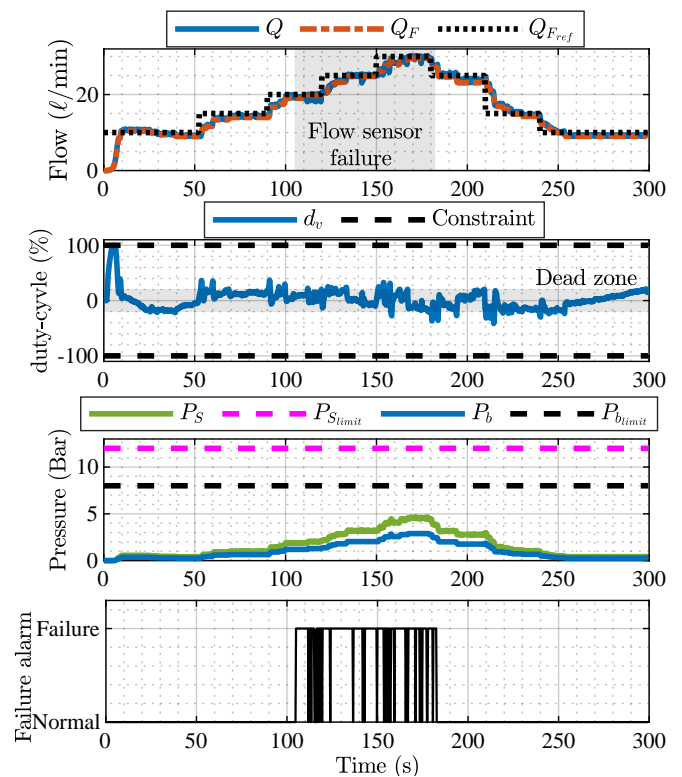 Q Q_F Q_{F_{ref}}
Flow (ℓ/min)
20
0
Flow sensor
failure
0 50 100 150 200 250 300
d_v Constraint
duty-cyvle (%)
100
0
-100
Dead zone
0 50 100 150 200 250 300
P_S P_{S_{limit}} P_b P_{b_{limit}}
Pressure (Bar)
10
5
0
0 50 100 150 200 250 300
Failure alarm
Failure
Normal
0 50 100 150 200 250 300
Time (s)